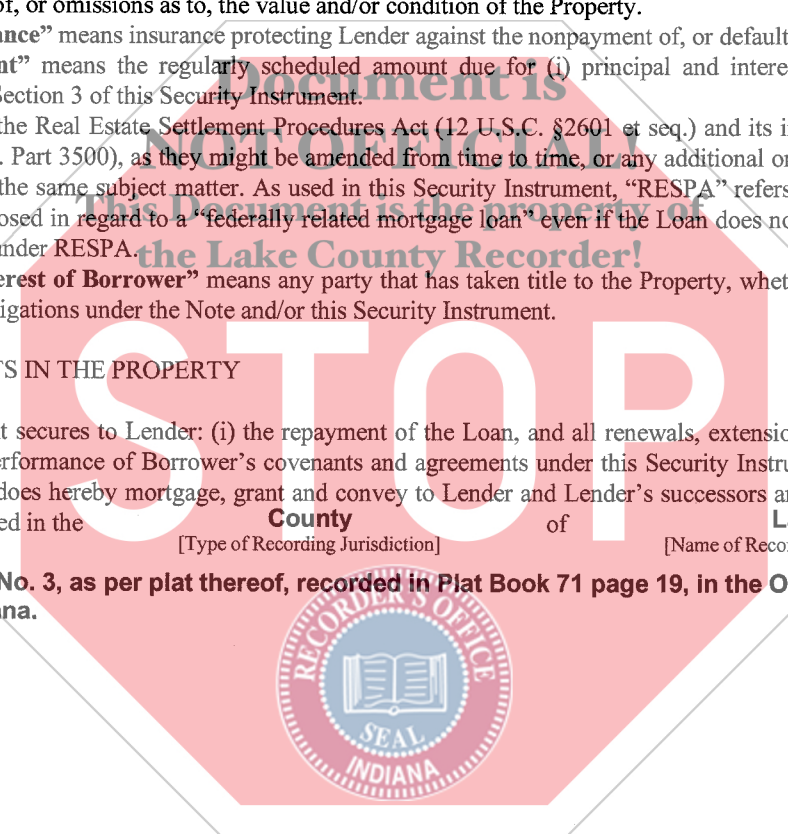 of, or omissions as to, the value and/or condition of the Property.
ance” means insurance protecting Lender against the nonpayment of, or default
nt” means the regularly scheduled amount due for (i) principal and intere
Section 3 of this Security Instrument.
Document is
the Real Estate Settlement Procedures Act (12 U.S.C. §2601 et seq.) and its i
NOT OFFICIAL!
. Part 3500), as they might be amended from time to time, or any additional or
the same subject matter. As used in this Security Instrument, “RESPA” refers
This Document is the property of
osed in regard to a “federally related mortgage loan” even if the Loan does no
nder RESPA.
the Lake County Recorder!
erest of Borrower” means any party that has taken title to the Property, whet
igations under the Note and/or this Security Instrument.
STOP
S IN THE PROPERTY
t secures to Lender: (i) the repayment of the Loan, and all renewals, extensio
erformance of Borrower’s covenants and agreements under this Security Instru
does hereby mortgage, grant and convey to Lender and Lender’s successors a
ed in the County of L
[Type of Recording Jurisdiction] [Name of Reco
No. 3, as per plat thereof, recorded in Plat Book 71 page 19, in the O
ana.
RECORDER'S OFFICE
SEAL
INDIANA